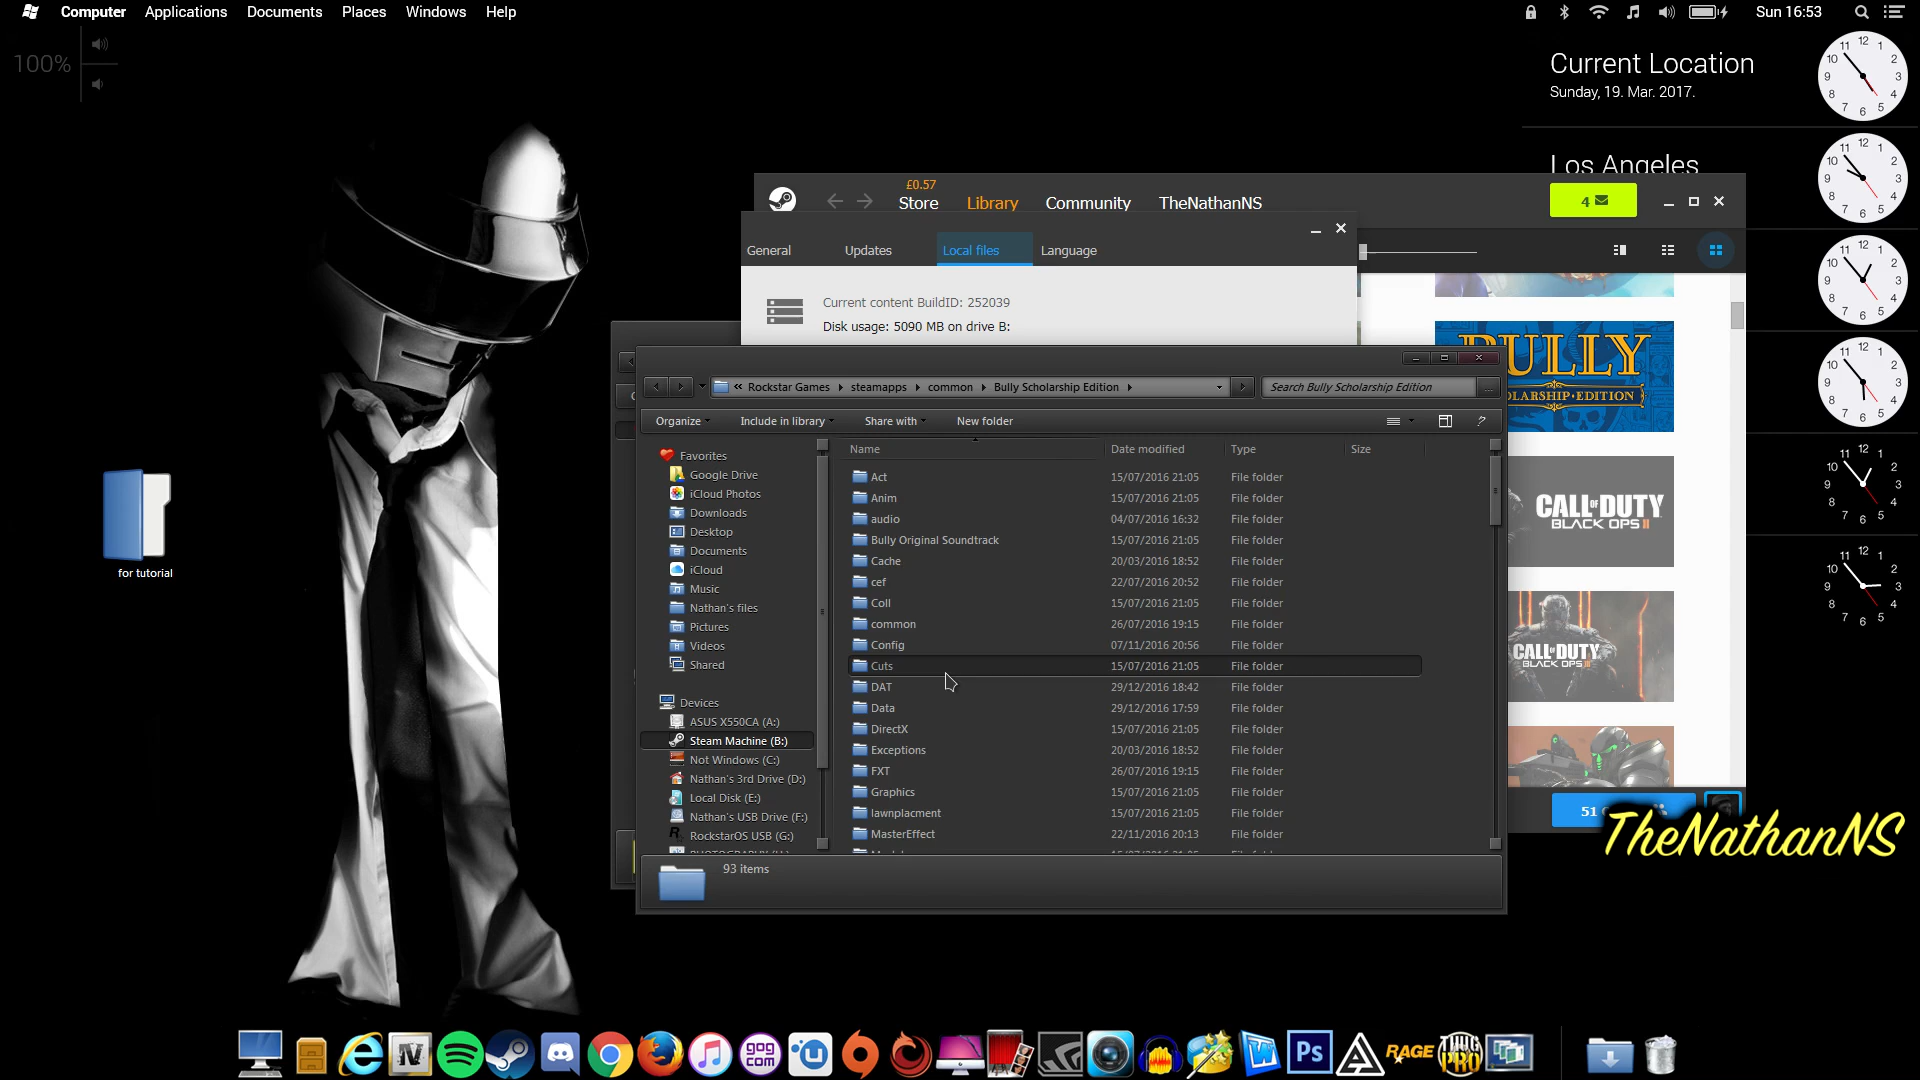 Computer Applications Documents Places Windows Help
Sun 16:53
100%
Current Location
Sunday, 19. Mar. 2017.
Los Angeles
£0.57
Store Library Community TheNathanNS
4
General Updates Local files Language
Current content BuildID: 252039
Disk usage: 5090 MB on drive B:
« Rockstar Games steamapps common Bully Scholarship Edition
Search Bully Scholarship Edition
Organize Include in library Share with New folder
Favorites
Google Drive
iCloud Photos
Downloads
Desktop
Documents
iCloud
Music
Nathan's files
Pictures
Videos
Shared
Devices
ASUS X550CA (A:)
Steam Machine (B:)
Not Windows (C:)
Nathan's 3rd Drive (D:)
Local Disk (E:)
Nathan's USB Drive (F:)
RockstarOS USB (G:)
Name Date modified Type Size
Act 15/07/2016 21:05 File folder
Anim 15/07/2016 21:05 File folder
audio 04/07/2016 16:32 File folder
Bully Original Soundtrack 15/07/2016 21:05 File folder
Cache 20/03/2016 18:52 File folder
cef 22/07/2016 20:52 File folder
Coll 15/07/2016 21:05 File folder
common 26/07/2016 19:15 File folder
Config 07/11/2016 20:56 File folder
Cuts 15/07/2016 21:05 File folder
DAT 29/12/2016 18:42 File folder
Data 29/12/2016 17:59 File folder
DirectX 15/07/2016 21:05 File folder
Exceptions 20/03/2016 18:52 File folder
FXT 26/07/2016 19:15 File folder
Graphics 15/07/2016 21:05 File folder
lawnplacment 15/07/2016 21:05 File folder
MasterEffect 22/11/2016 20:13 File folder
93 items
BULLY
CALL OF DUTY
BLACK OPS II
CALL OF DUTY
BLACK OPS III
51
TheNathanNS
for tutorial
gog
com
Ps
RAGE
THUG
PRO